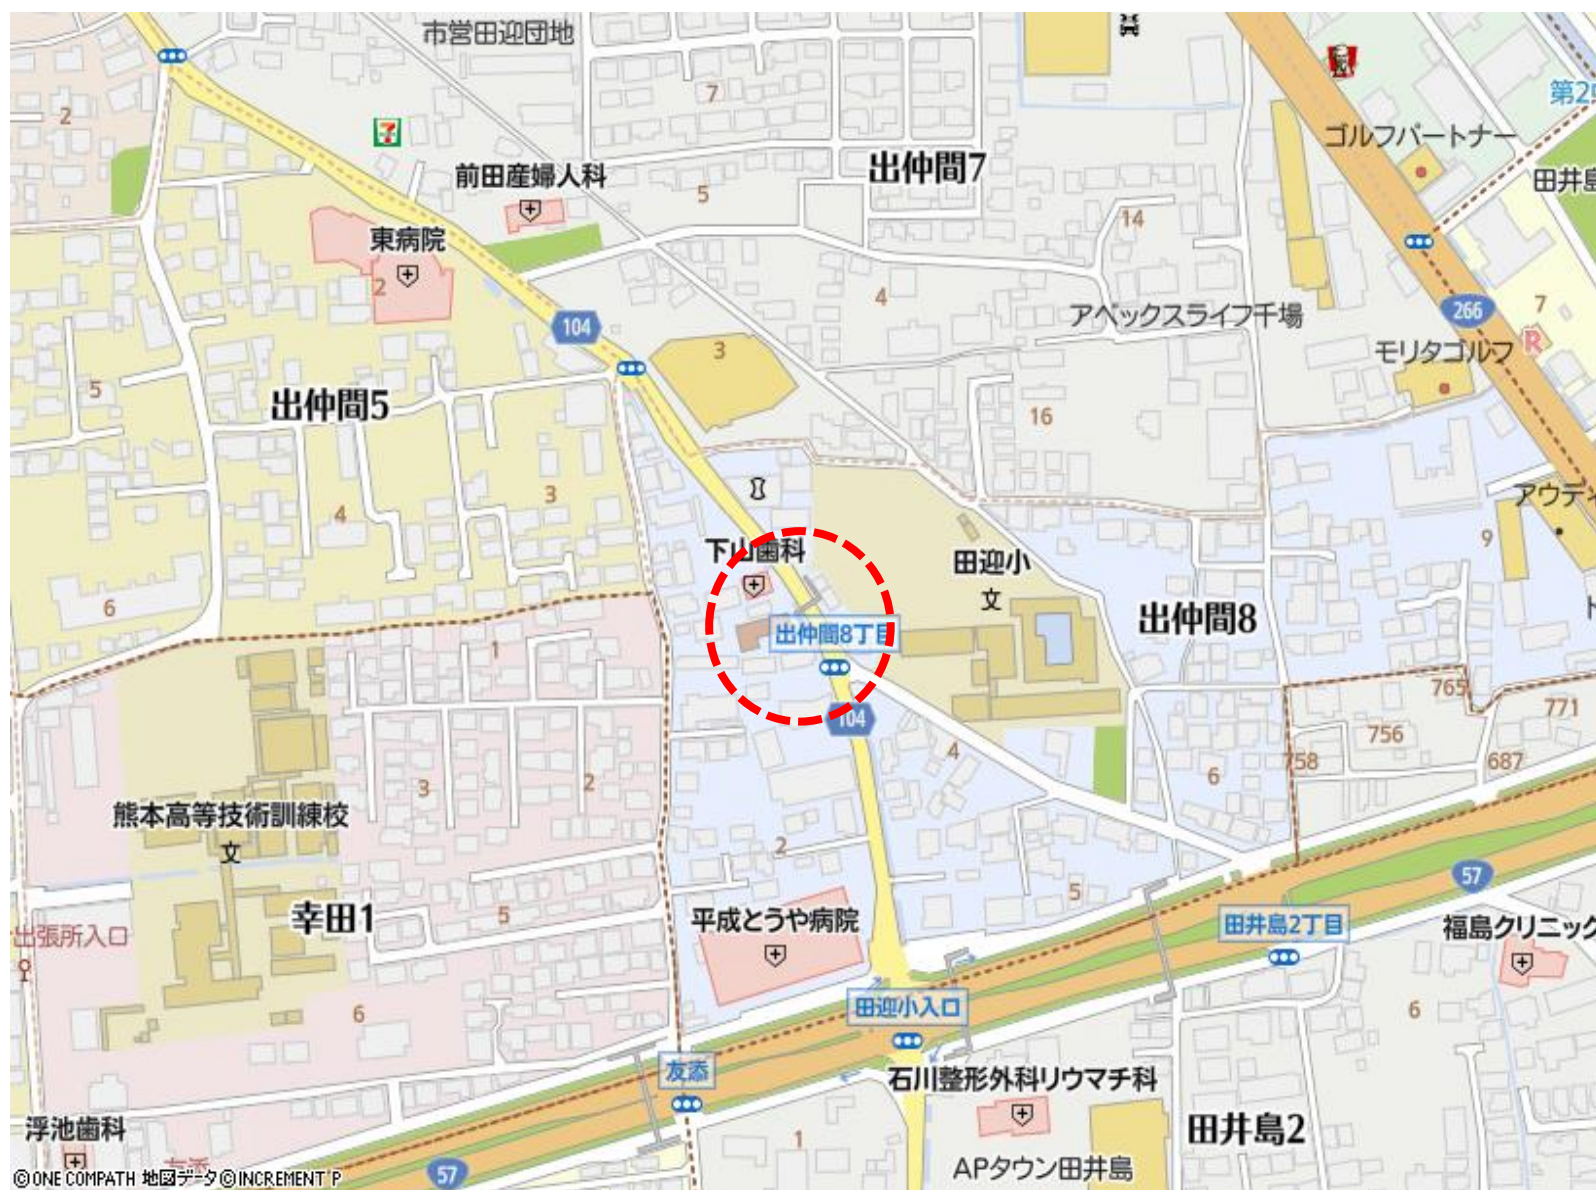 市営田迎団地
第2
2
7
7
ゴルフパートナー
前田産婦人科
出仲間7
田井島
5
14
東病院
2
4
アベックスライフ千場
266
7
R
104
3
モリタゴルフ
5
出仲間5
16
3
4
アウディ
9
下山歯科
田迎小
文
6
出仲間8
出仲間8丁目
1
765
771
104
756
4
758
687
6
3
2
熊本高等技術訓練校
文
2
57
5
幸田1
5
平成とうや病院
田井島2丁目
福島クリニック
出張所入口
田迎小入口
6
6
友添
石川整形外科リウマチ科
浮池歯科
1
田井島2
友添
57
APタウン田井島
©ONE COMPATH 地図データ©INCREMENT P